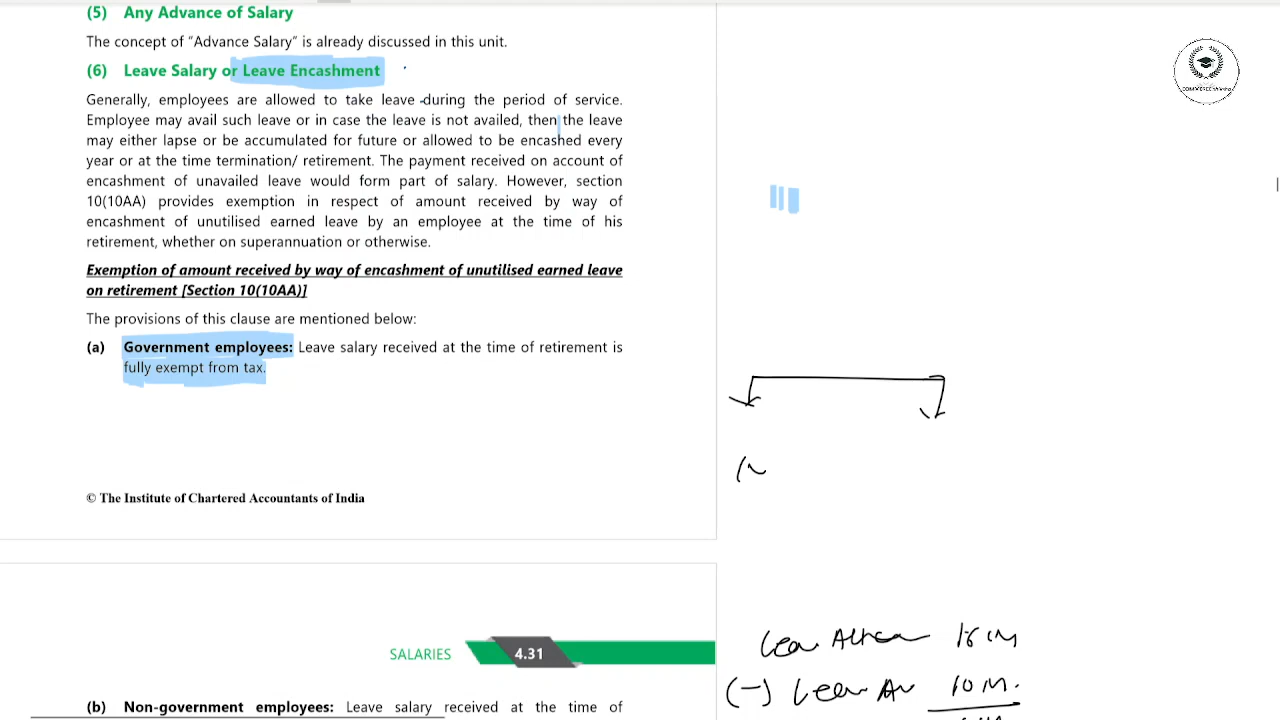 (5) Any Advance of Salary
The concept of “Advance Salary” is already discussed in this unit.
(6) Leave Salary or Leave Encashment
Generally, employees are allowed to take leave during the period of service.
Employee may avail such leave or in case the leave is not availed, then the leave
may either lapse or be accumulated for future or allowed to be encashed every
year or at the time termination/ retirement. The payment received on account of
encashment of unavailed leave would form part of salary. However, section
10(10AA) provides exemption in respect of amount received by way of
encashment of unutilised earned leave by an employee at the time of his
retirement, whether on superannuation or otherwise.
Exemption of amount received by way of encashment of unutilised earned leave
on retirement [Section 10(10AA)]
The provisions of this clause are mentioned below:
(a) Government employees: Leave salary received at the time of retirement is
fully exempt from tax.
© The Institute of Chartered Accountants of India
SALARIES 4.31
(-) 10 M.
(b) Non-government employees: Leave salary received at the time of